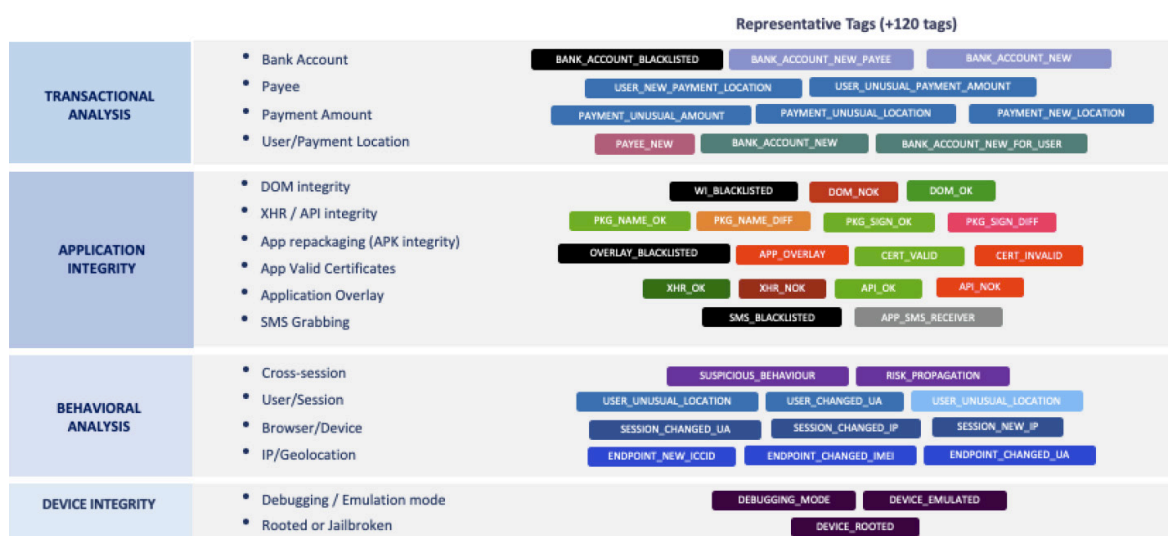 Representative Tags (+120 tags)
TRANSACTIONAL
ANALYSIS
• Bank Account
• Payee
• Payment Amount
• User/Payment Location
BANK_ACCOUNT_BLACKLISTED BANK_ACCOUNT_NEW_PAYEE BANK_ACCOUNT_NEW
USER_NEW_PAYMENT_LOCATION USER_UNUSUAL_PAYMENT_AMOUNT
PAYMENT_UNUSUAL_AMOUNT PAYMENT_UNUSUAL_LOCATION PAYMENT_NEW_LOCATION
PAYEE_NEW BANK_ACCOUNT_NEW BANK_ACCOUNT_NEW_FOR_USER
APPLICATION
INTEGRITY
• DOM integrity
• XHR / API integrity
• App repackaging (APK integrity)
• App Valid Certificates
• Application Overlay
• SMS Grabbing
WI_BLACKLISTED DOM_NOK DOM_OK
PKG_NAME_OK PKG_NAME_DIFF PKG_SIGN_OK PKG_SIGN_DIFF
OVERLAY_BLACKLISTED APP_OVERLAY CERT_VALID CERT_INVALID
XHR_OK XHR_NOK API_OK API_NOK
SMS_BLACKLISTED APP_SMS_RECEIVER
BEHAVIORAL
ANALYSIS
• Cross-session
• User/Session
• Browser/Device
• IP/Geolocation
SUSPICIOUS_BEHAVIOUR RISK_PROPAGATION
USER_UNUSUAL_LOCATION USER_CHANGED_UA USER_UNUSUAL_LOCATION
SESSION_CHANGED_UA SESSION_CHANGED_IP SESSION_NEW_IP
ENDPOINT_NEW_ICCID ENDPOINT_CHANGED_IMEI ENDPOINT_CHANGED_UA
DEVICE INTEGRITY
• Debugging / Emulation mode
• Rooted or Jailbroken
DEBUGGING_MODE DEVICE_EMULATED
DEVICE_ROOTED